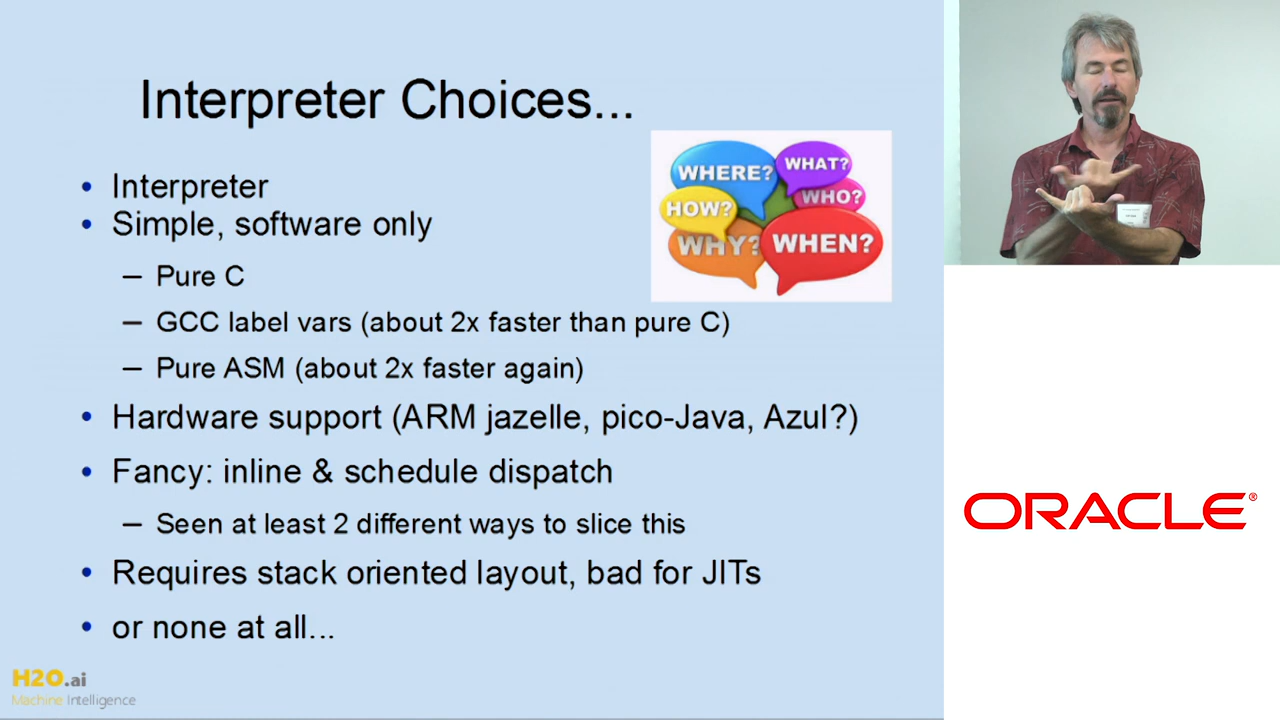 Interpreter Choices...
• Interpreter
• Simple, software only
– Pure C
– GCC label vars (about 2x faster than pure C)
– Pure ASM (about 2x faster again)
• Hardware support (ARM jazelle, pico-Java, Azul?)
• Fancy: inline & schedule dispatch
– Seen at least 2 different ways to slice this
• Requires stack oriented layout, bad for JITs
• or none at all...
WHERE?
WHAT?
HOW?
WHO?
WHY?
WHEN?
H2O.ai
Machine Intelligence
ORACLE®